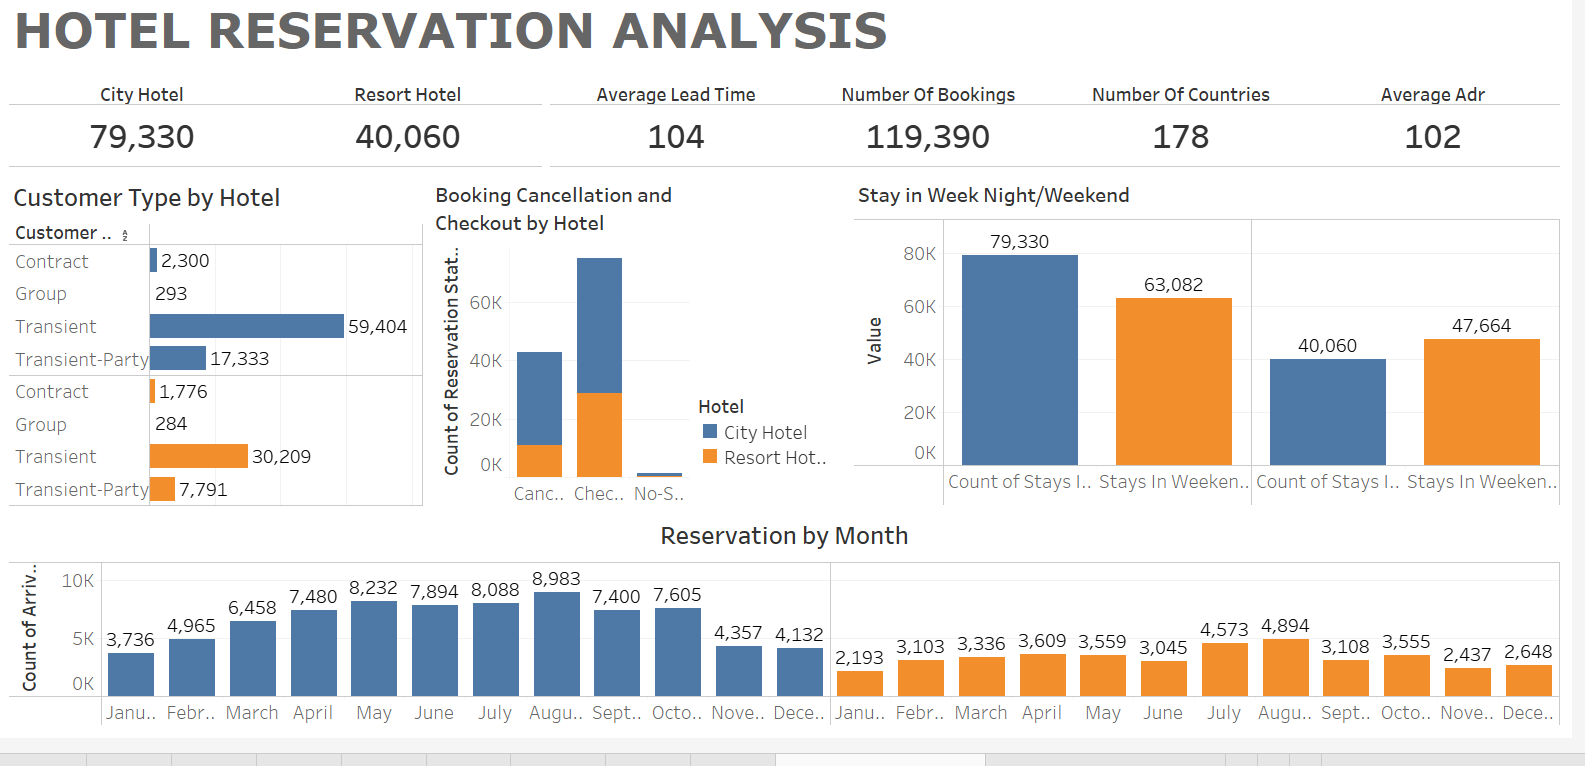 HOTEL RESERVATION ANALYSIS
City Hotel
79,330
Resort Hotel
40,060
Average Lead Time
104
Number Of Bookings
119,390
Number Of Countries
178
Average Adr
102
Customer Type by Hotel
Customer ..
Contract 2,300
Group 293
Transient 59,404
Transient-Party 17,333
Contract 1,776
Group 284
Transient 30,209
Transient-Party 7,791
Booking Cancellation and
Checkout by Hotel
Count of Reservation Stat..
60K
40K
20K
0K
Canc.. Chec.. No-S..
Hotel
City Hotel
Resort Hot..
Stay in Week Night/Weekend
Value
80K
60K
40K
20K
0K
79,330
63,082
40,060
47,664
Count of Stays I.. Stays In Weeken.. Count of Stays I.. Stays In Weeken..
Reservation by Month
Count of Arriv..
10K
5K
0K
3,736 4,965 6,458 7,480 8,232 7,894 8,088 8,983 7,400 7,605 4,357 4,132
2,193 3,103 3,336 3,609 3,559 3,045 4,573 4,894 3,108 3,555 2,437 2,648
Janu.. Febr.. March April May June July Augu.. Sept.. Octo.. Nove.. Dece..
Janu.. Febr.. March April May June July Augu.. Sept.. Octo.. Nove.. Dece..